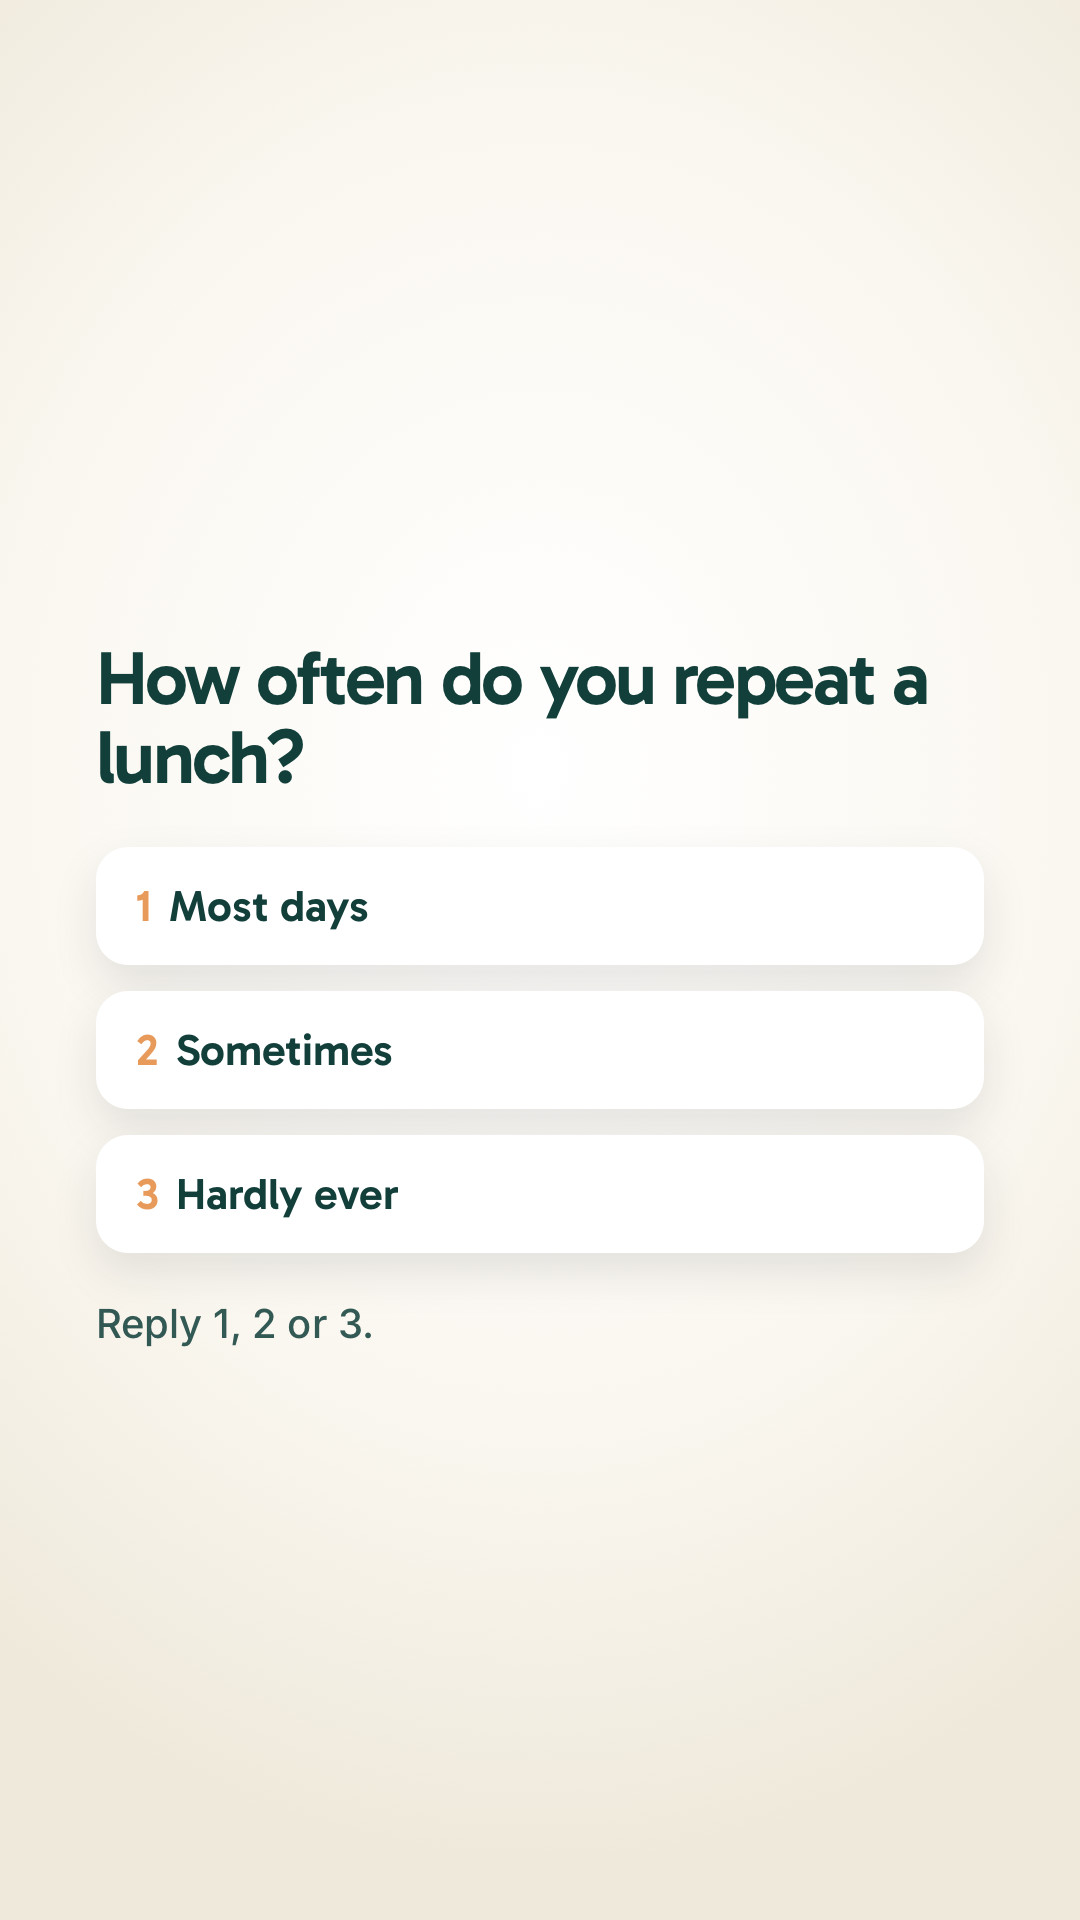 How often do you repeat a
lunch?
1 Most days
2 Sometimes
3 Hardly ever
Reply 1, 2 or 3.